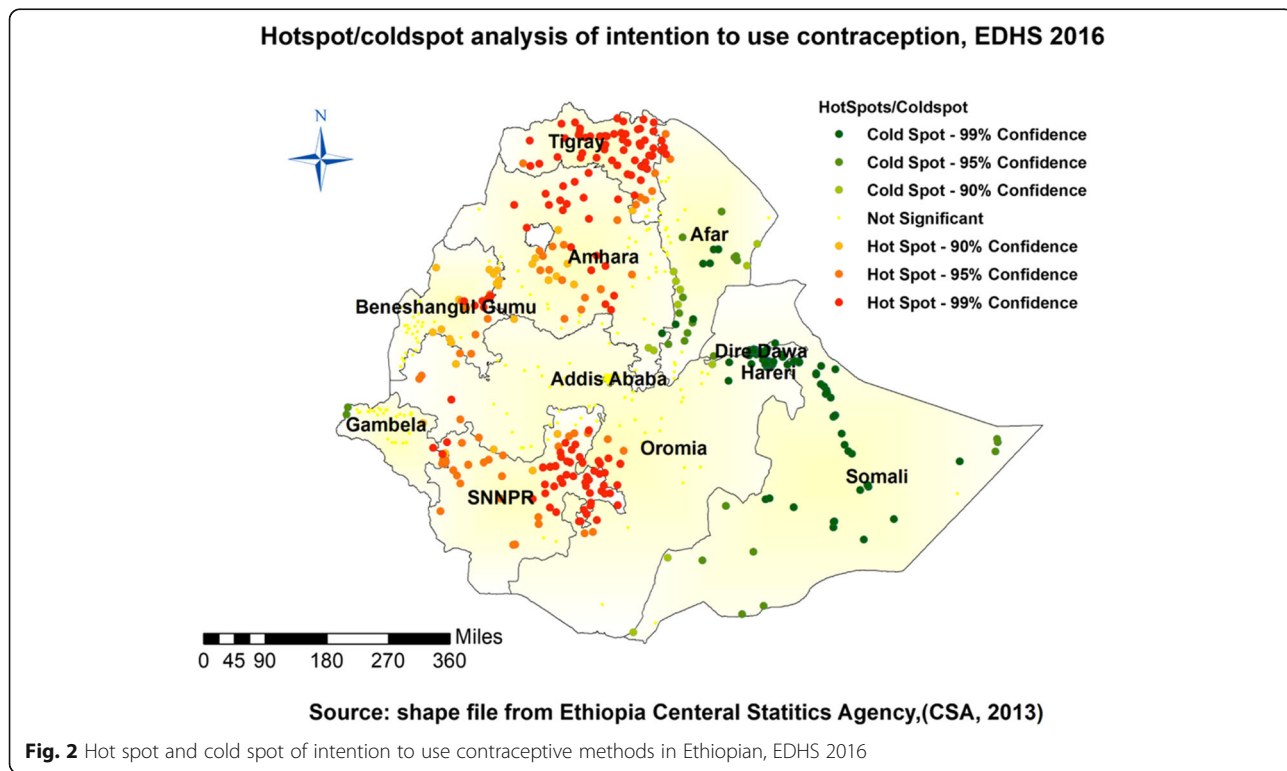 Hotspot/coldspot analysis of intention to use contraception, EDHS 2016
N
HotSpots/Coldspot
Cold Spot - 99% Confidence
Cold Spot - 95% Confidence
Cold Spot - 90% Confidence
Not Significant
Hot Spot - 90% Confidence
Hot Spot - 95% Confidence
Hot Spot - 99% Confidence
Tigray
Afar
Amhara
Beneshangul Gumu
Dire Dawa
Hareri
Addis Ababa
Gambela
Oromia
Somali
SNNPR
Miles
0 45 90 180 270 360
Source: shape file from Ethiopia Centeral Statitics Agency,(CSA, 2013)
Fig. 2 Hot spot and cold spot of intention to use contraceptive methods in Ethiopian, EDHS 2016